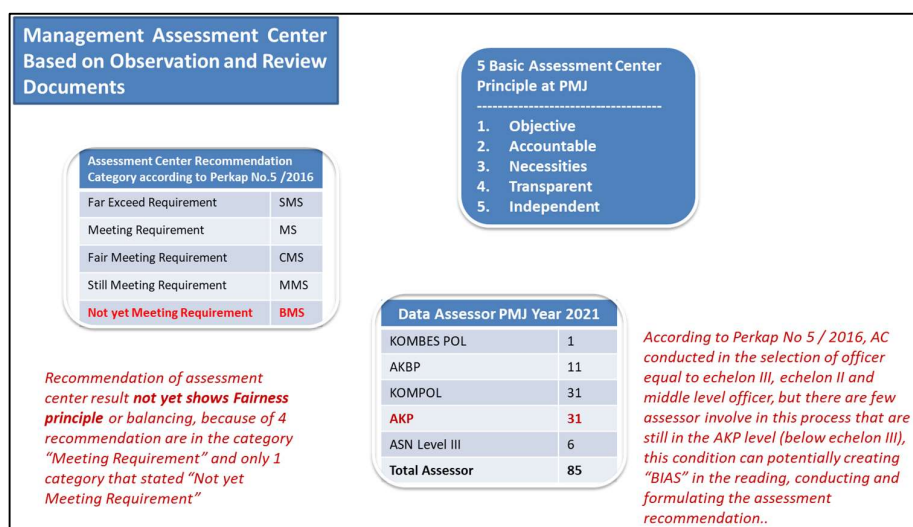 Management Assessment Center
Based on Observation and Review
Documents
5 Basic Assessment Center
Principle at PMJ
------------------------------------
1. Objective
2. Accountable
3. Necessities
4. Transparent
5. Independent
Assessment Center Recommendation
Category according to Perkap No.5 /2016
Far Exceed Requirement SMS
Meeting Requirement MS
Fair Meeting Requirement CMS
Still Meeting Requirement MMS
Not yet Meeting Requirement BMS
Data Assessor PMJ Year 2021
KOMBES POL 1
AKBP 11
KOMPOL 31
AKP 31
ASN Level III 6
Total Assessor 85
Recommendation of assessment
center result not yet shows Fairness
principle or balancing, because of 4
recommendation are in the category
“Meeting Requirement” and only 1
category that stated “Not yet
Meeting Requirement”
According to Perkap No 5 / 2016, AC
conducted in the selection of officer
equal to echelon III, echelon II and
middle level officer, but there are few
assessor involve in this process that are
still in the AKP level (below echelon III),
this condition can potentially creating
“BIAS” in the reading, conducting and
formulating the assessment
recommendation..